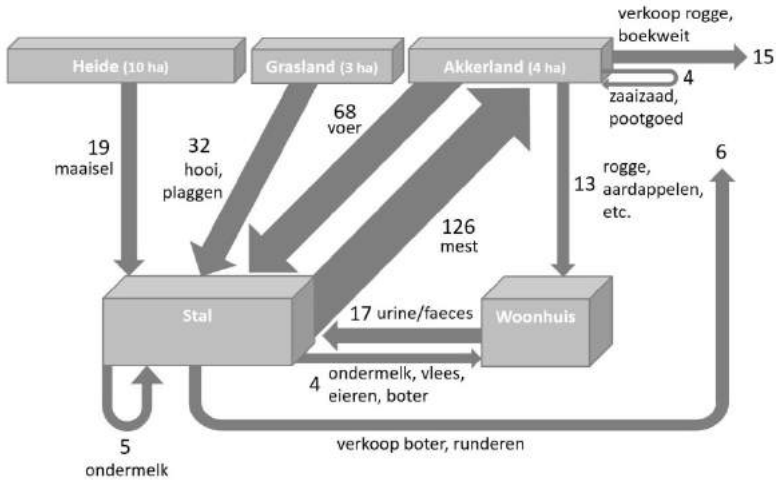 verkoop rogge,
boekweit
15
Heide (10 ha)
Grasland (3 ha)
Akkerland (4 ha)
4
zaaizaad,
pootgoed
68
voer
19
maaisel
32
hooi,
plaggen
6
13
rogge,
aardappelen,
etc.
126
mest
Stal
17 urine/faeces
Woonhuis
4
ondermelk, vlees,
eieren, boter
5
ondermelk
verkoop boter, runderen